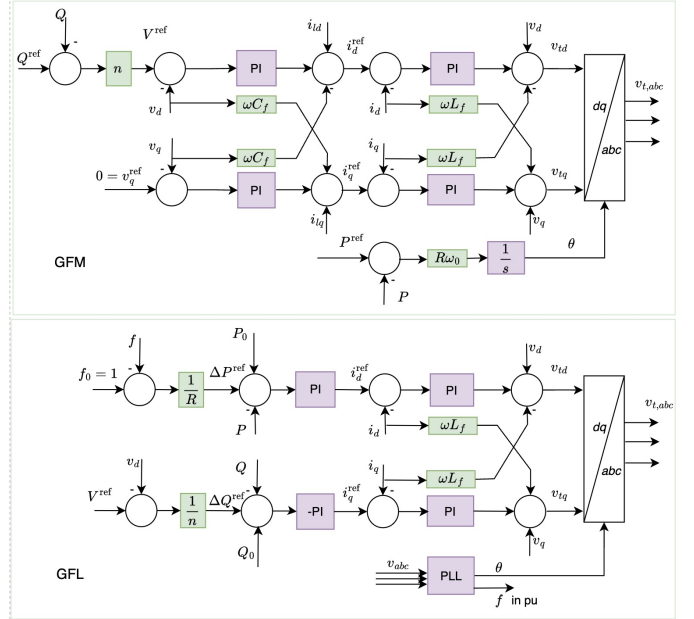 Q
-
Q^ref
n
V^ref
-
v_d
PI
ωC_f
i_ld
-
i_d^ref
-
i_d
PI
ωL_f
v_d
-
v_td
dq
abc
v_t,abc
v_q
-
0 = v_q^ref
ωC_f
PI
i_lq
i_q^ref
i_q
-
ωL_f
PI
v_q
v_tq
GFM
P^ref
-
P
Rω_0
1
s
θ
f
-
f_0 = 1
1
R
ΔP^ref
P_0
-
P
PI
i_d^ref
-
i_d
PI
ωL_f
v_d
-
v_td
dq
abc
v_t,abc
v_d
-
V^ref
1
n
ΔQ^ref
Q
-
Q_0
-PI
i_q^ref
i_q
-
ωL_f
PI
v_q
v_tq
GFL
v_abc
PLL
θ
f in pu